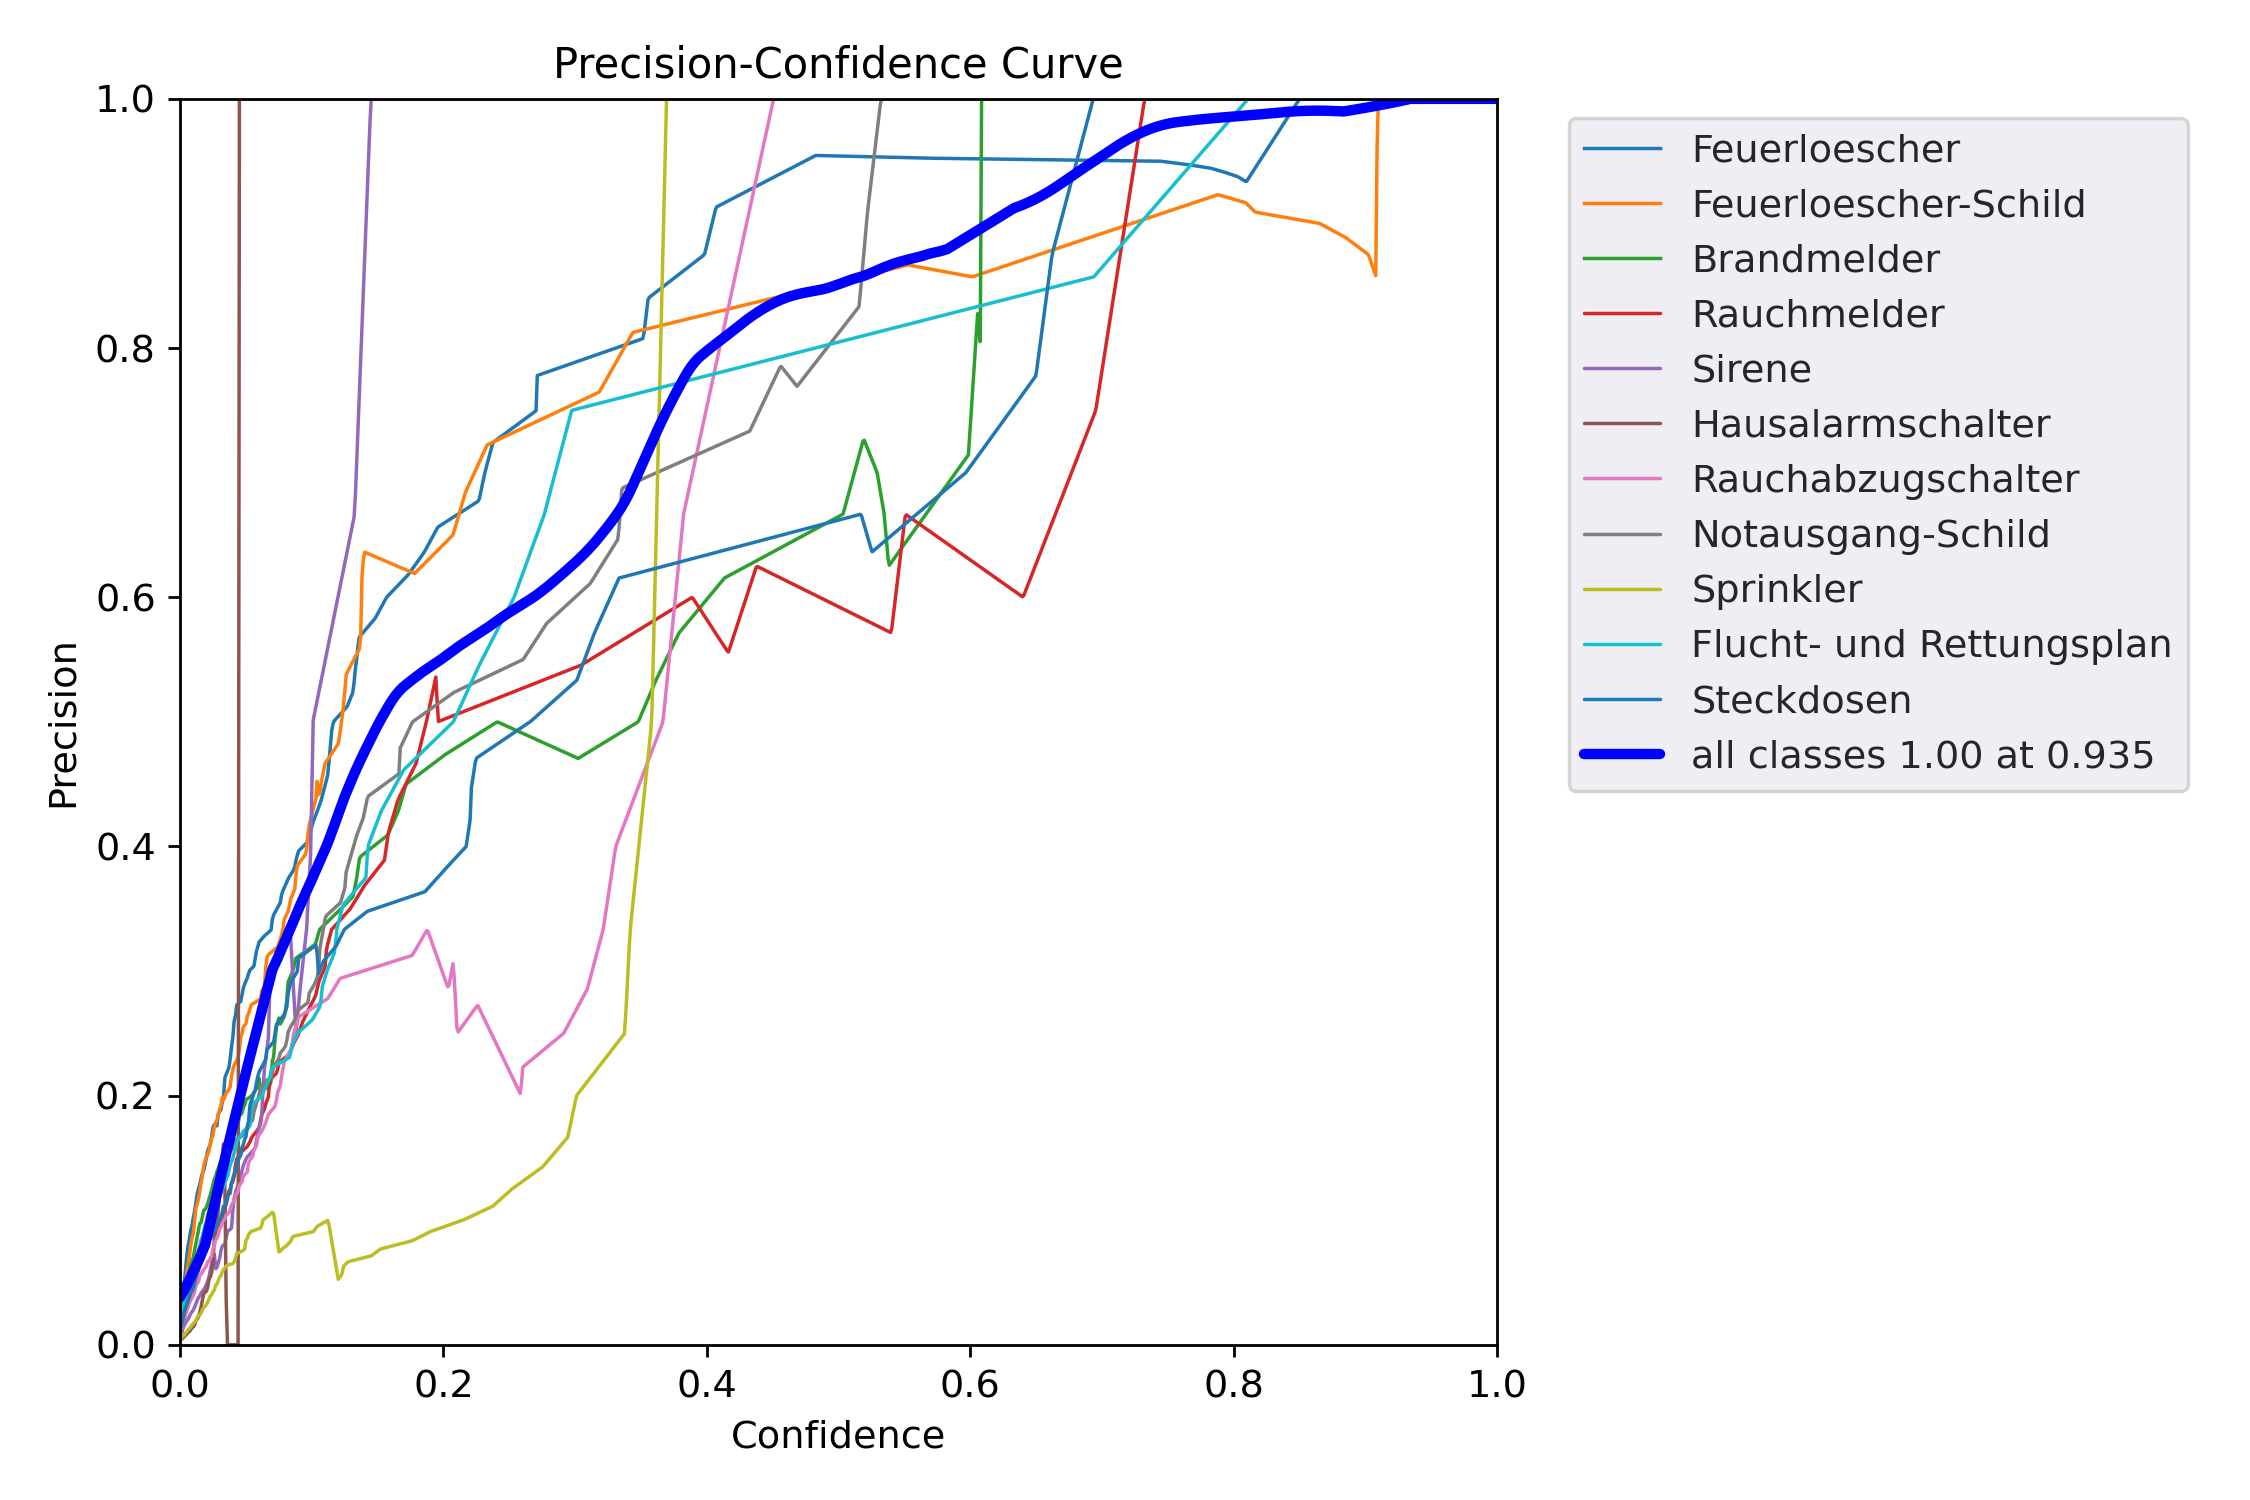 Precision-Confidence Curve
1.0
0.8
0.6
0.4
0.2
0.0
Precision
0.0 0.2 0.4 0.6 0.8 1.0
Confidence
Feuerloescher
Feuerloescher-Schild
Brandmelder
Rauchmelder
Sirene
Hausalarmschalter
Rauchabzugschalter
Notausgang-Schild
Sprinkler
Flucht- und Rettungsplan
Steckdosen
all classes 1.00 at 0.935